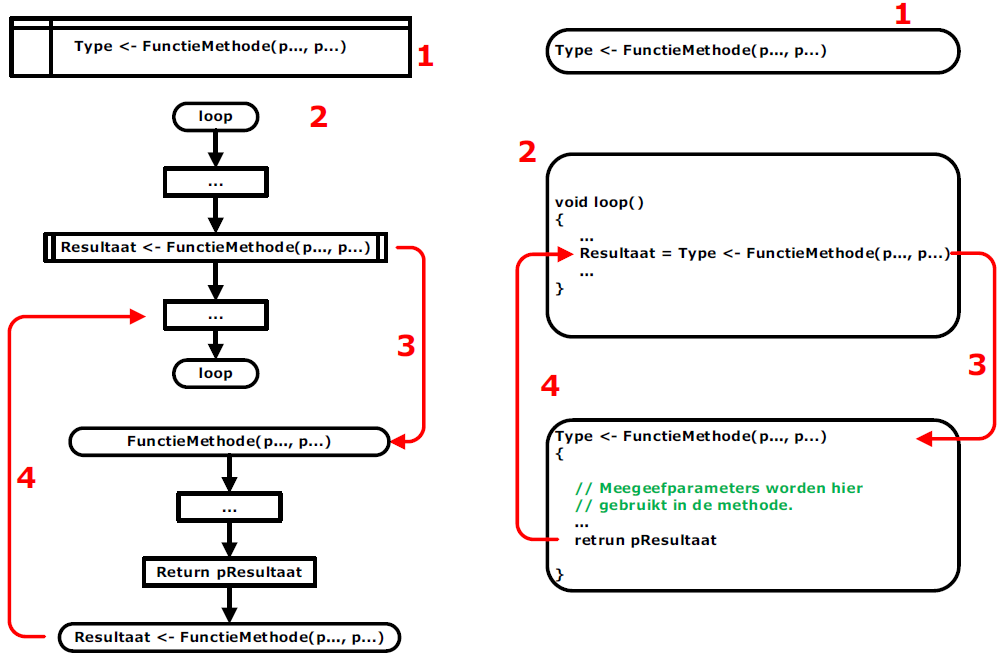 Type <- FunctieMethode(p..., p...)
1
loop
2
...
Resultaat <- FunctieMethode(p..., p...)
...
3
loop
FunctieMethode(p..., p...)
4
...
Return pResultaat
Resultaat <- FunctieMethode(p..., p...)
1
Type <- FunctieMethode(p..., p...)
2
void loop()
{
...
Resultaat = Type <- FunctieMethode(p..., p...)
...
}
3
4
Type <- FunctieMethode(p..., p...)
{
// Meegeefparameters worden hier
// gebruikt in de methode.
...
retrun pResultaat
}